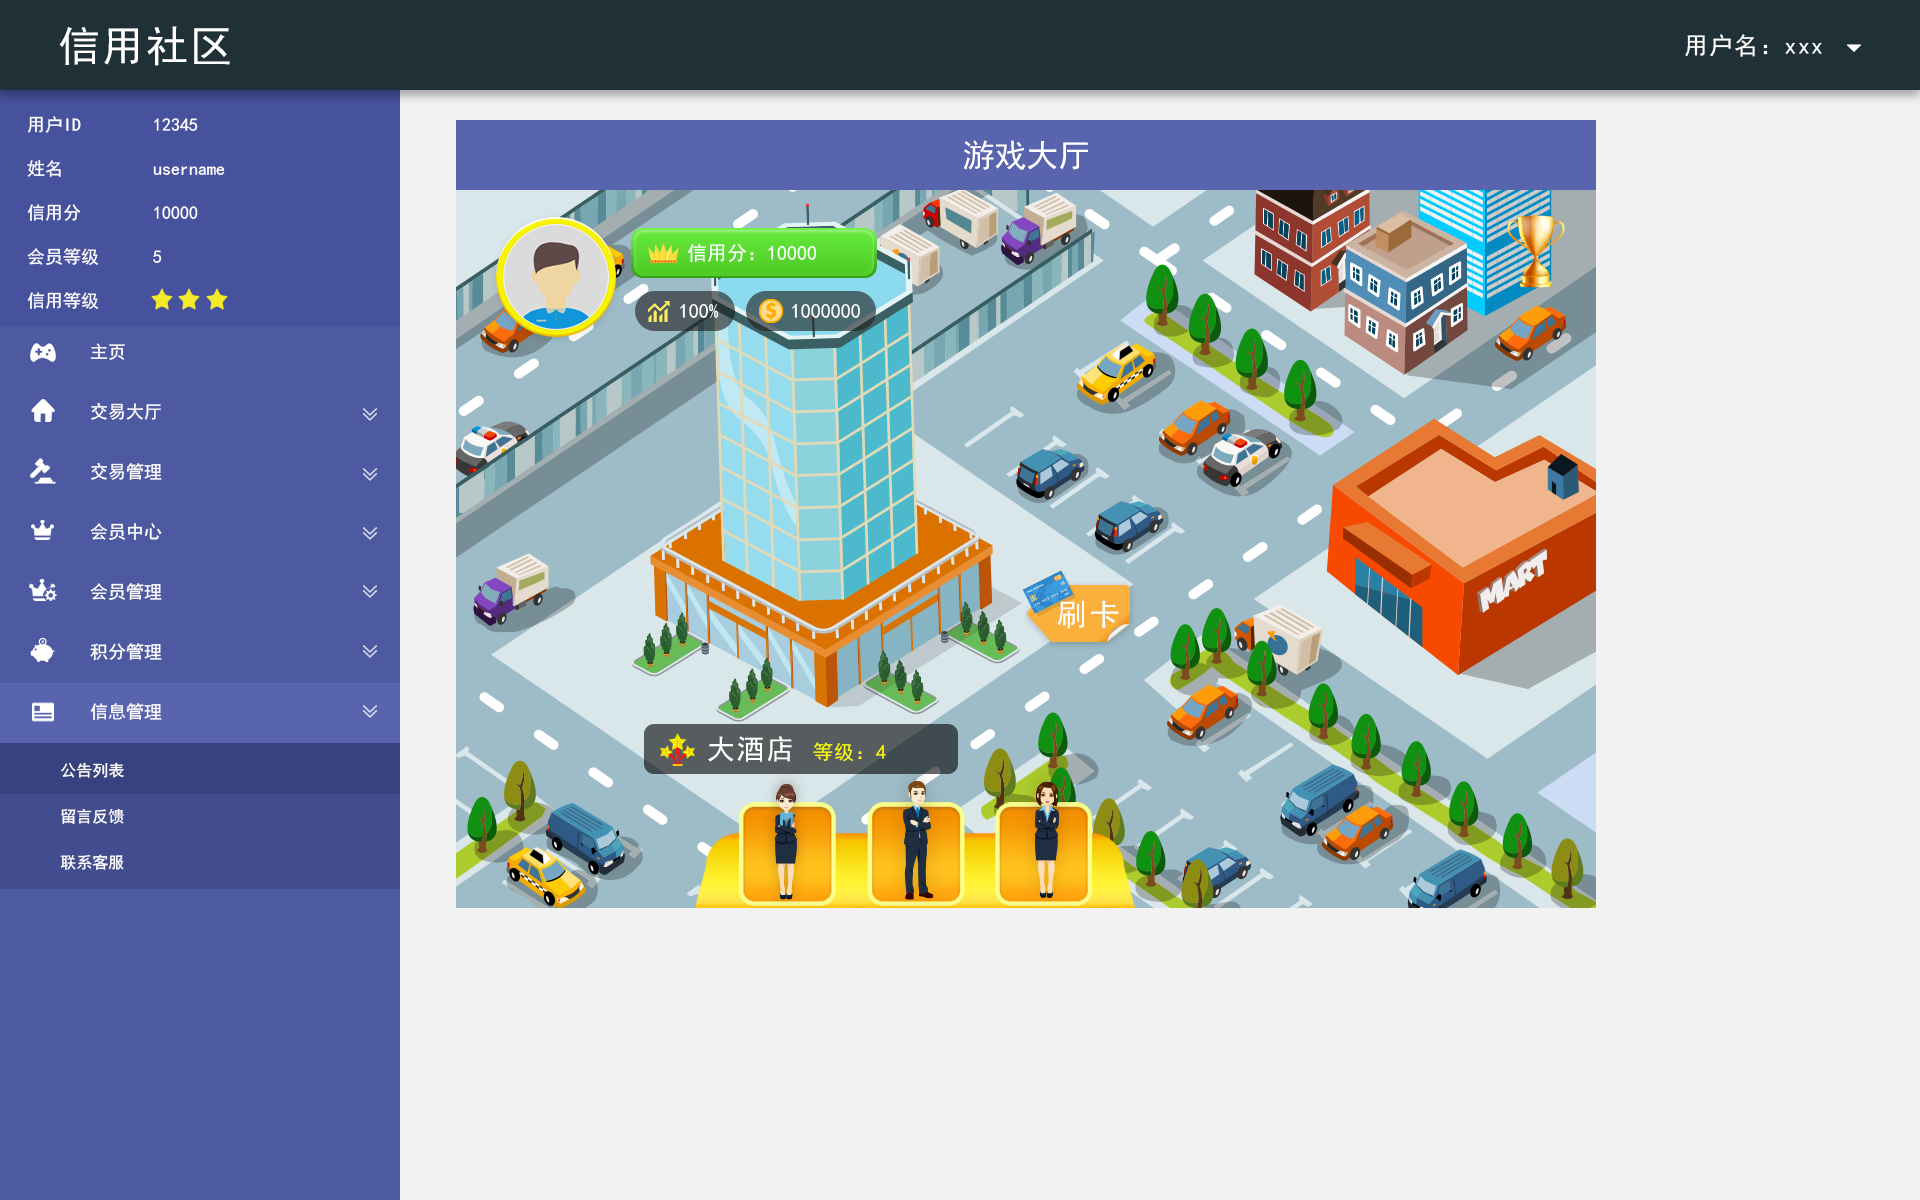 信用社区
用户名：xxx
用户ID 12345
姓名 username
信用分 10000
会员等级 5
信用等级
主页
交易大厅
交易管理
会员中心
会员管理
积分管理
信息管理
公告列表
留言反馈
联系客服
游戏大厅
信用分：10000
100%
1000000
MART
刷卡
大酒店 等级：4